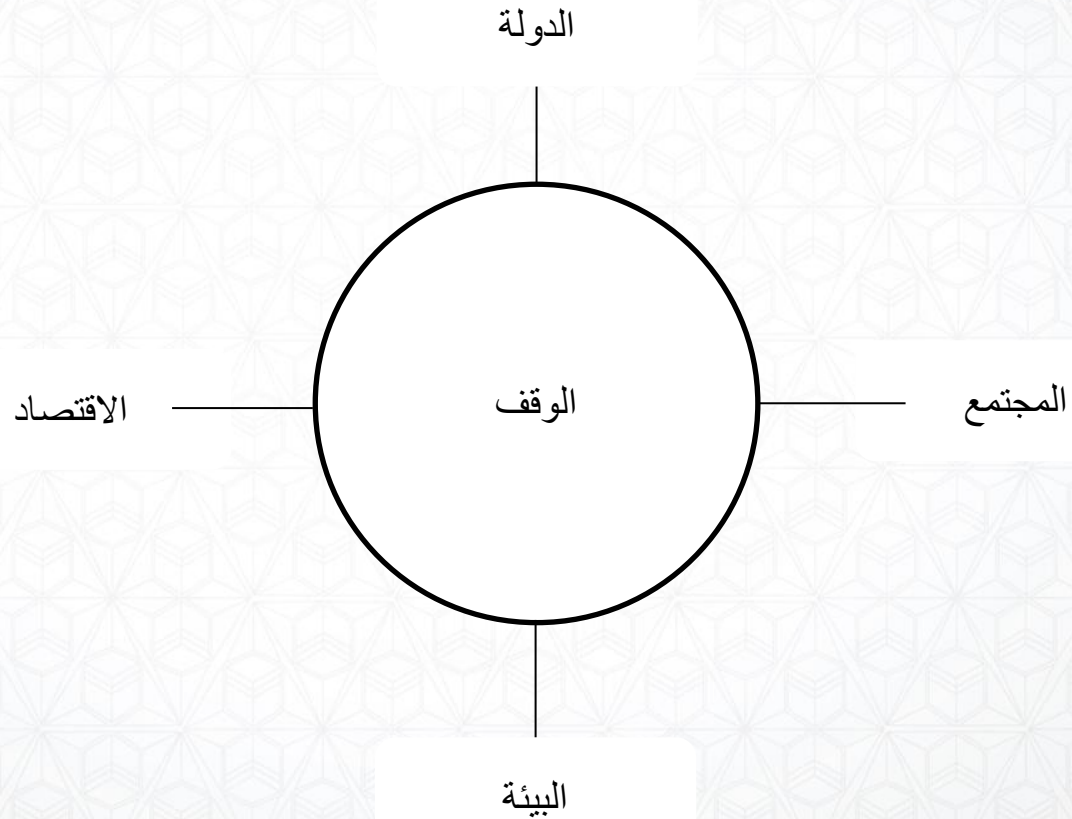 الدولة
المجتمع
الوقف
الاقتصاد
البيئة